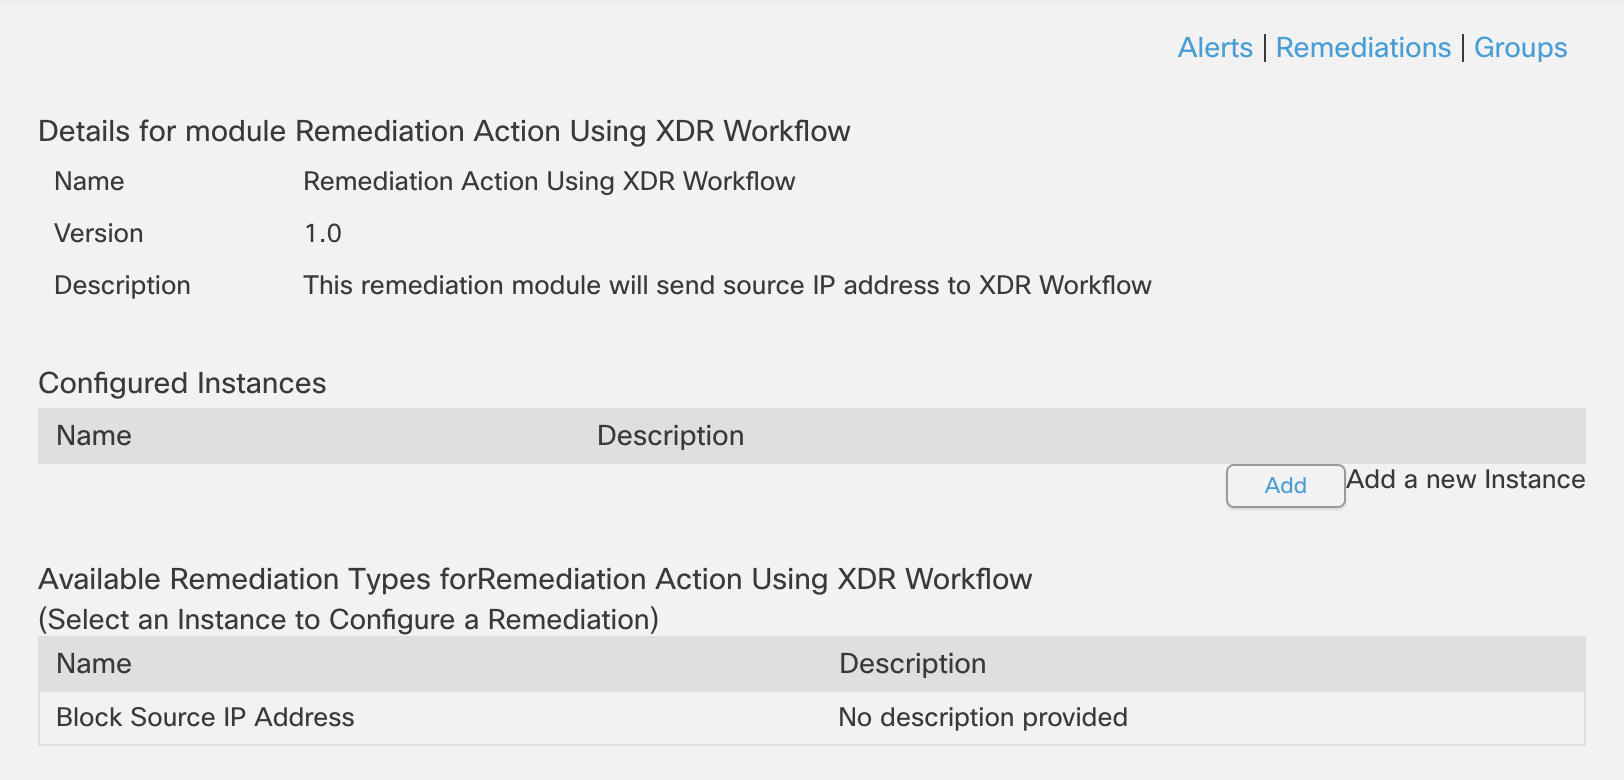 Alerts | Remediations | Groups
Details for module Remediation Action Using XDR Workflow
Name Remediation Action Using XDR Workflow
Version 1.0
Description This remediation module will send source IP address to XDR Workflow
Configured Instances
Name Description
Add Add a new Instance
Available Remediation Types forRemediation Action Using XDR Workflow
(Select an Instance to Configure a Remediation)
Name Description
Block Source IP Address No description provided